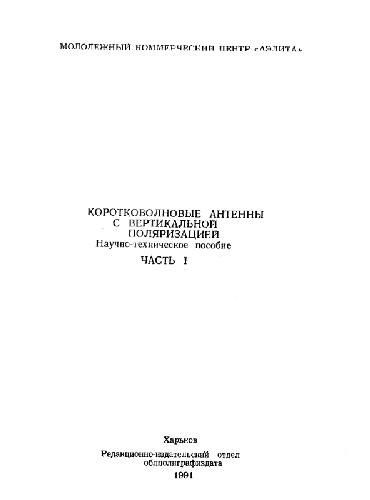 МОЛОДЕЖНЫЙ КОММЕРЧЕСКИЙ ЦЕНТР «АЭЛИТА»
КОРОТКОВОЛНОВЫЕ АНТЕННЫ
С ВЕРТИКАЛЬНОЙ
ПОЛЯРИЗАЦИЕЙ
Научно-техническое пособие
ЧАСТЬ I
Харьков
Редакционно-издательский отдел
облполиграфиздата
1991